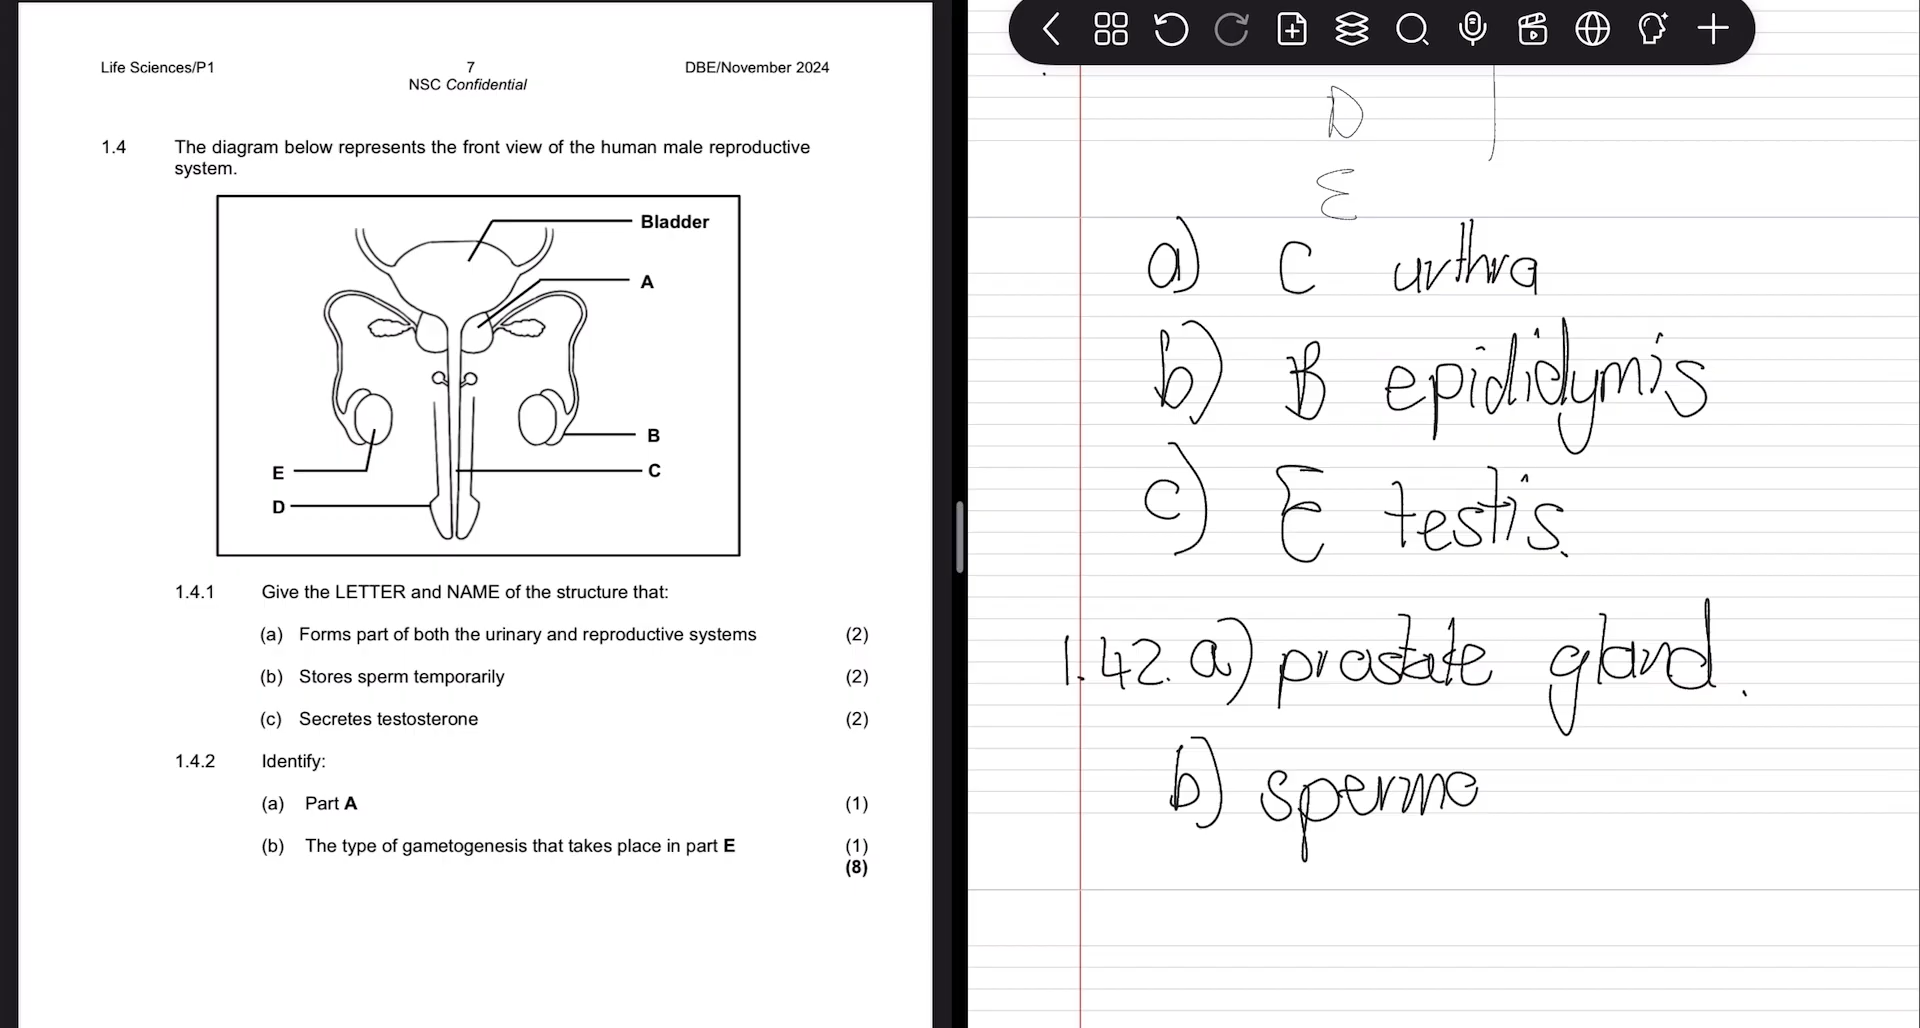 Life Sciences/P1 7 DBE/November 2024
NSC Confidential
1.4 The diagram below represents the front view of the human male reproductive
system.
Bladder
A
B
C
E
D
1.4.1 Give the LETTER and NAME of the structure that:
(a) Forms part of both the urinary and reproductive systems (2)
(b) Stores sperm temporarily (2)
(c) Secretes testosterone (2)
1.4.2 Identify:
(a) Part A (1)
(b) The type of gametogenesis that takes place in part E (1)
(8)
D
E
a) C urthra
b) B epididymis
c) E testis.
1.42. a) prostate gland.
b) sperma